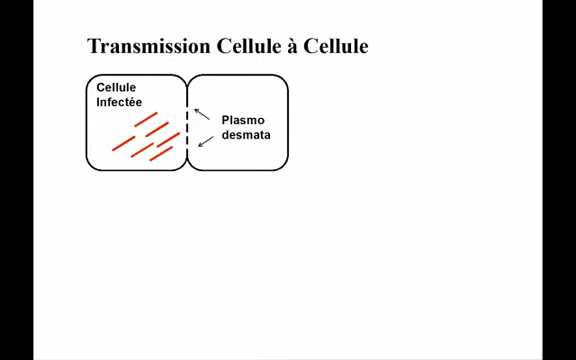 Transmission Cellule à Cellule
Cellule
Infectée
Plasmo
desmata